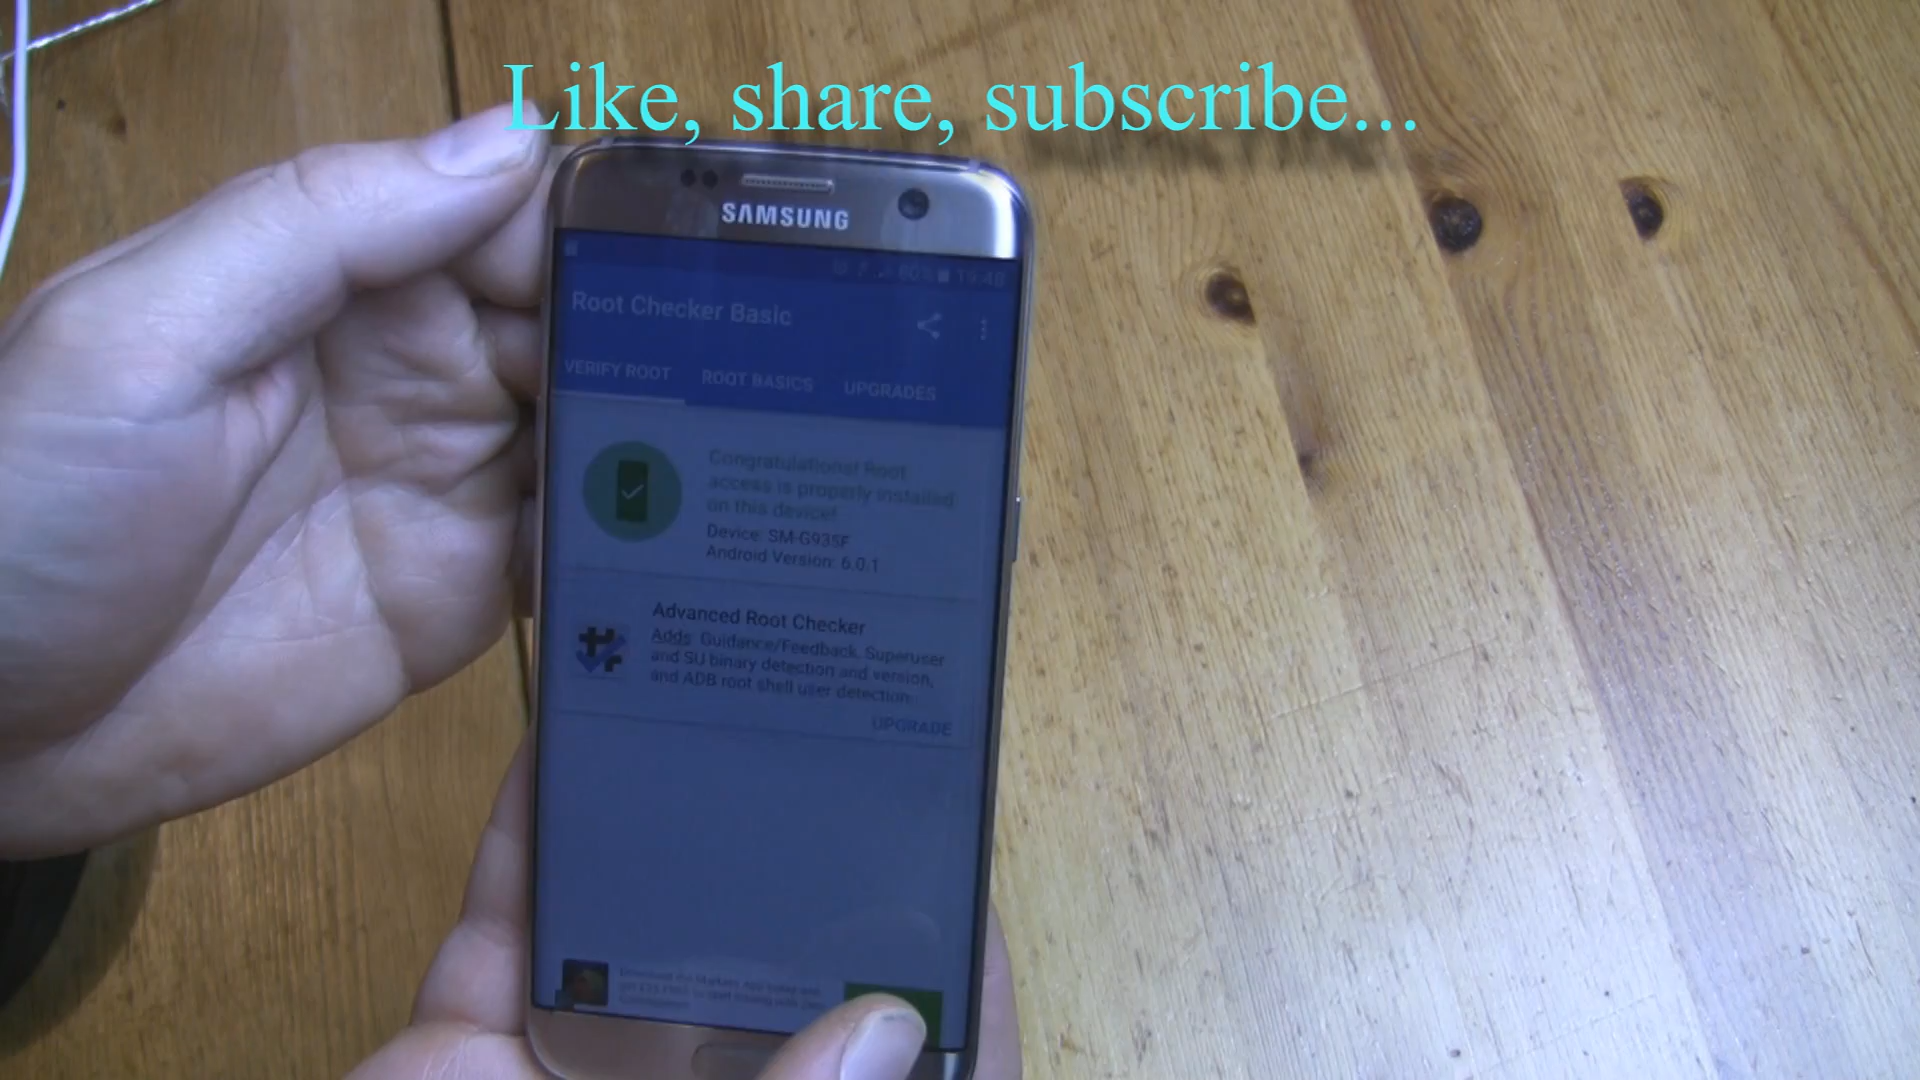 Like, share, subscribe...
SAMSUNG
19:48
Root Checker Basic
VERIFY ROOT
ROOT BASICS
UPGRADES
Congratulations! Root
access is properly installed
on this device!
Device: SM-G935F
Android Version: 6.0.1
Advanced Root Checker
Adds: Guidance/Feedback, Superuser
and SU binary detection and version,
and ADB root shell user detection.
UPGRADE